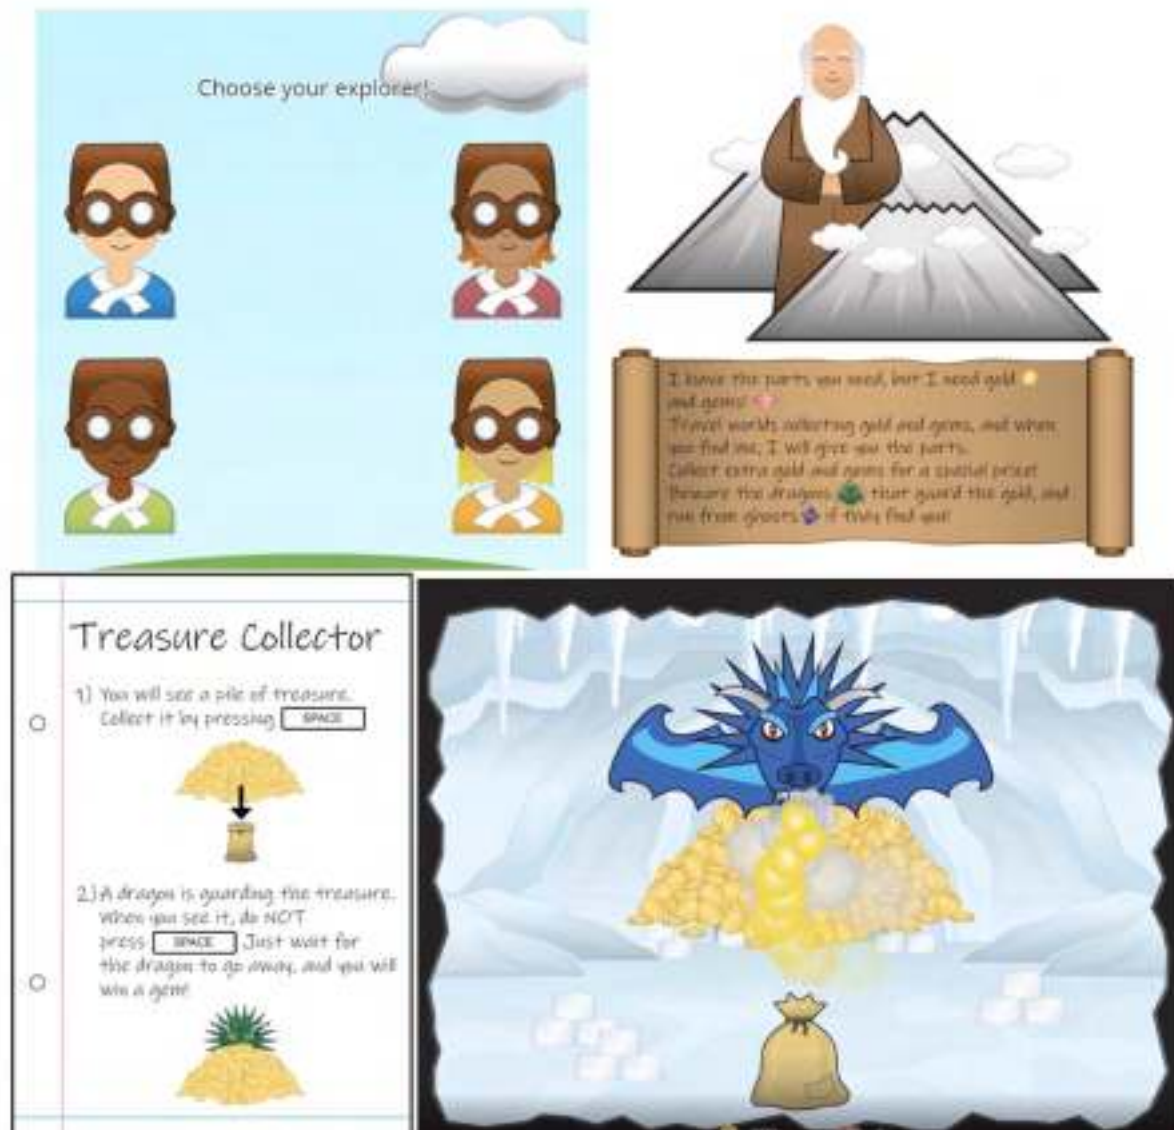 Choose your explorer!
I have the parts you need, but I need gold
and gems!
Travel worlds collecting gold and gems, and when
you find me, I will give you the parts.
Collect extra gold and gems for a special prize!
Beware the dragons that guard the gold, and
run from ghosts if they find you!
Treasure Collector
1) You will see a pile of treasure.
Collect it by pressing SPACE
2) A dragon is guarding the treasure.
When you see it, do NOT
press SPACE Just wait for
the dragon to go away, and you will
win a gem!